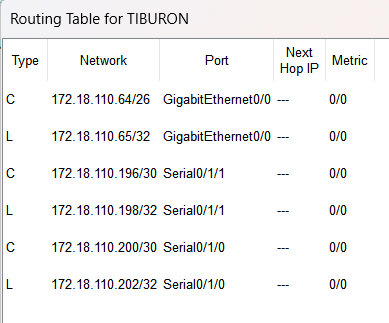 Routing Table for TIBURON
Type Network Port Next Hop IP Metric
C 172.18.110.64/26 GigabitEthernet0/0 --- 0/0
L 172.18.110.65/32 GigabitEthernet0/0 --- 0/0
C 172.18.110.196/30 Serial0/1/1 --- 0/0
L 172.18.110.198/32 Serial0/1/1 --- 0/0
C 172.18.110.200/30 Serial0/1/0 --- 0/0
L 172.18.110.202/32 Serial0/1/0 --- 0/0